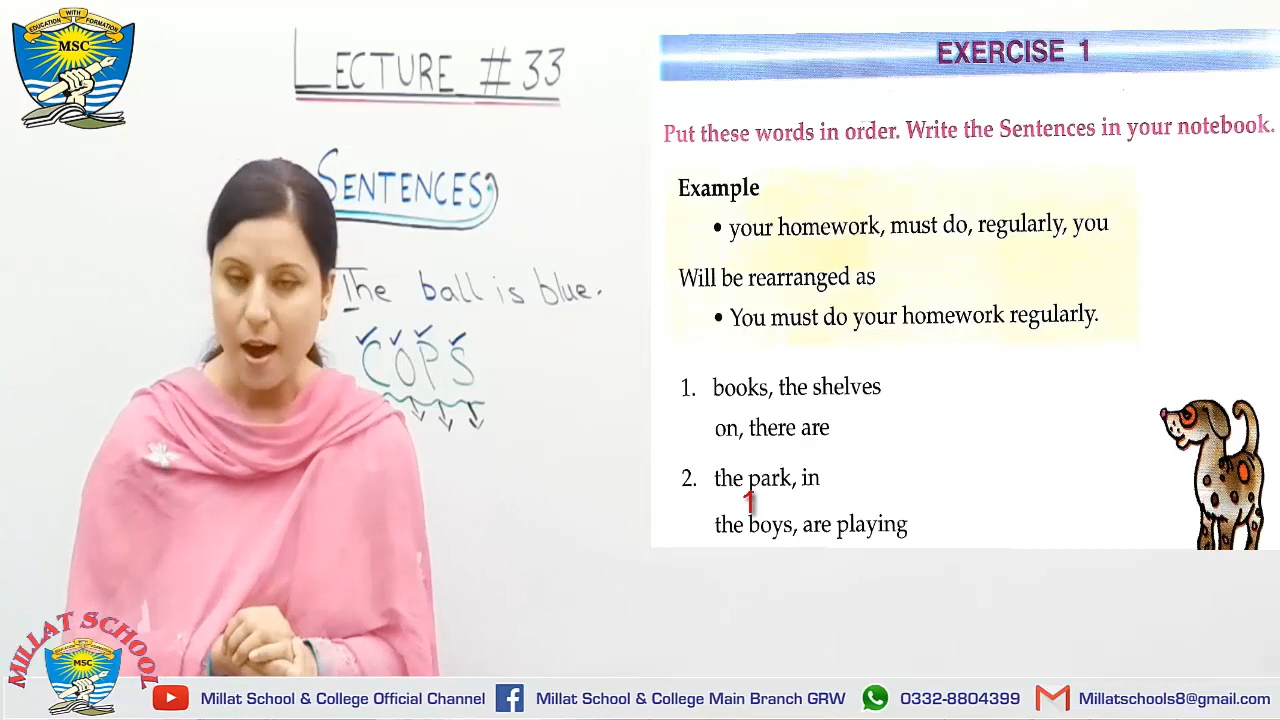 EDUCATION WITH FORMATION
MSC
LECTURE # 33
SENTENCES
The ball is blue.
COPS
EXERCISE 1
Put these words in order. Write the Sentences in your notebook.
Example
• your homework, must do, regularly, you
Will be rearranged as
• You must do your homework regularly.
1. books, the shelves
on, there are
2. the park, in
1
the boys, are playing
MILLAT SCHOOL
MSC
Millat School & College Official Channel
Millat School & College Main Branch GRW
0332-8804399
Millatschools8@gmail.com